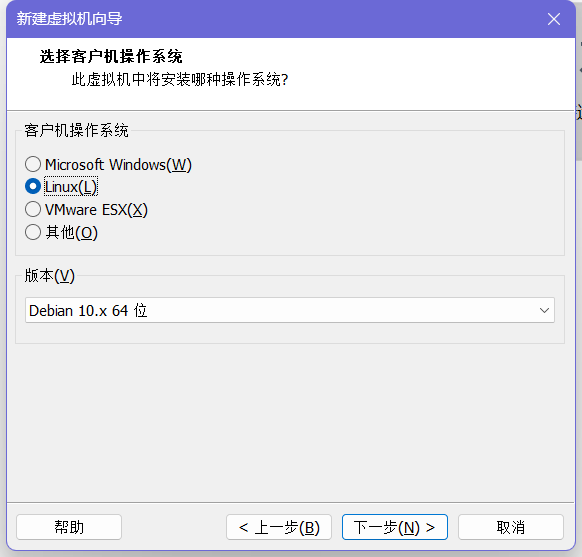 新建虚拟机向导
选择客户机操作系统
此虚拟机中将安装哪种操作系统?
客户机操作系统
Microsoft Windows(W)
Linux(L)
VMware ESX(X)
其他(O)
版本(V)
Debian 10.x 64 位
帮助
< 上一步(B)
下一步(N) >
取消